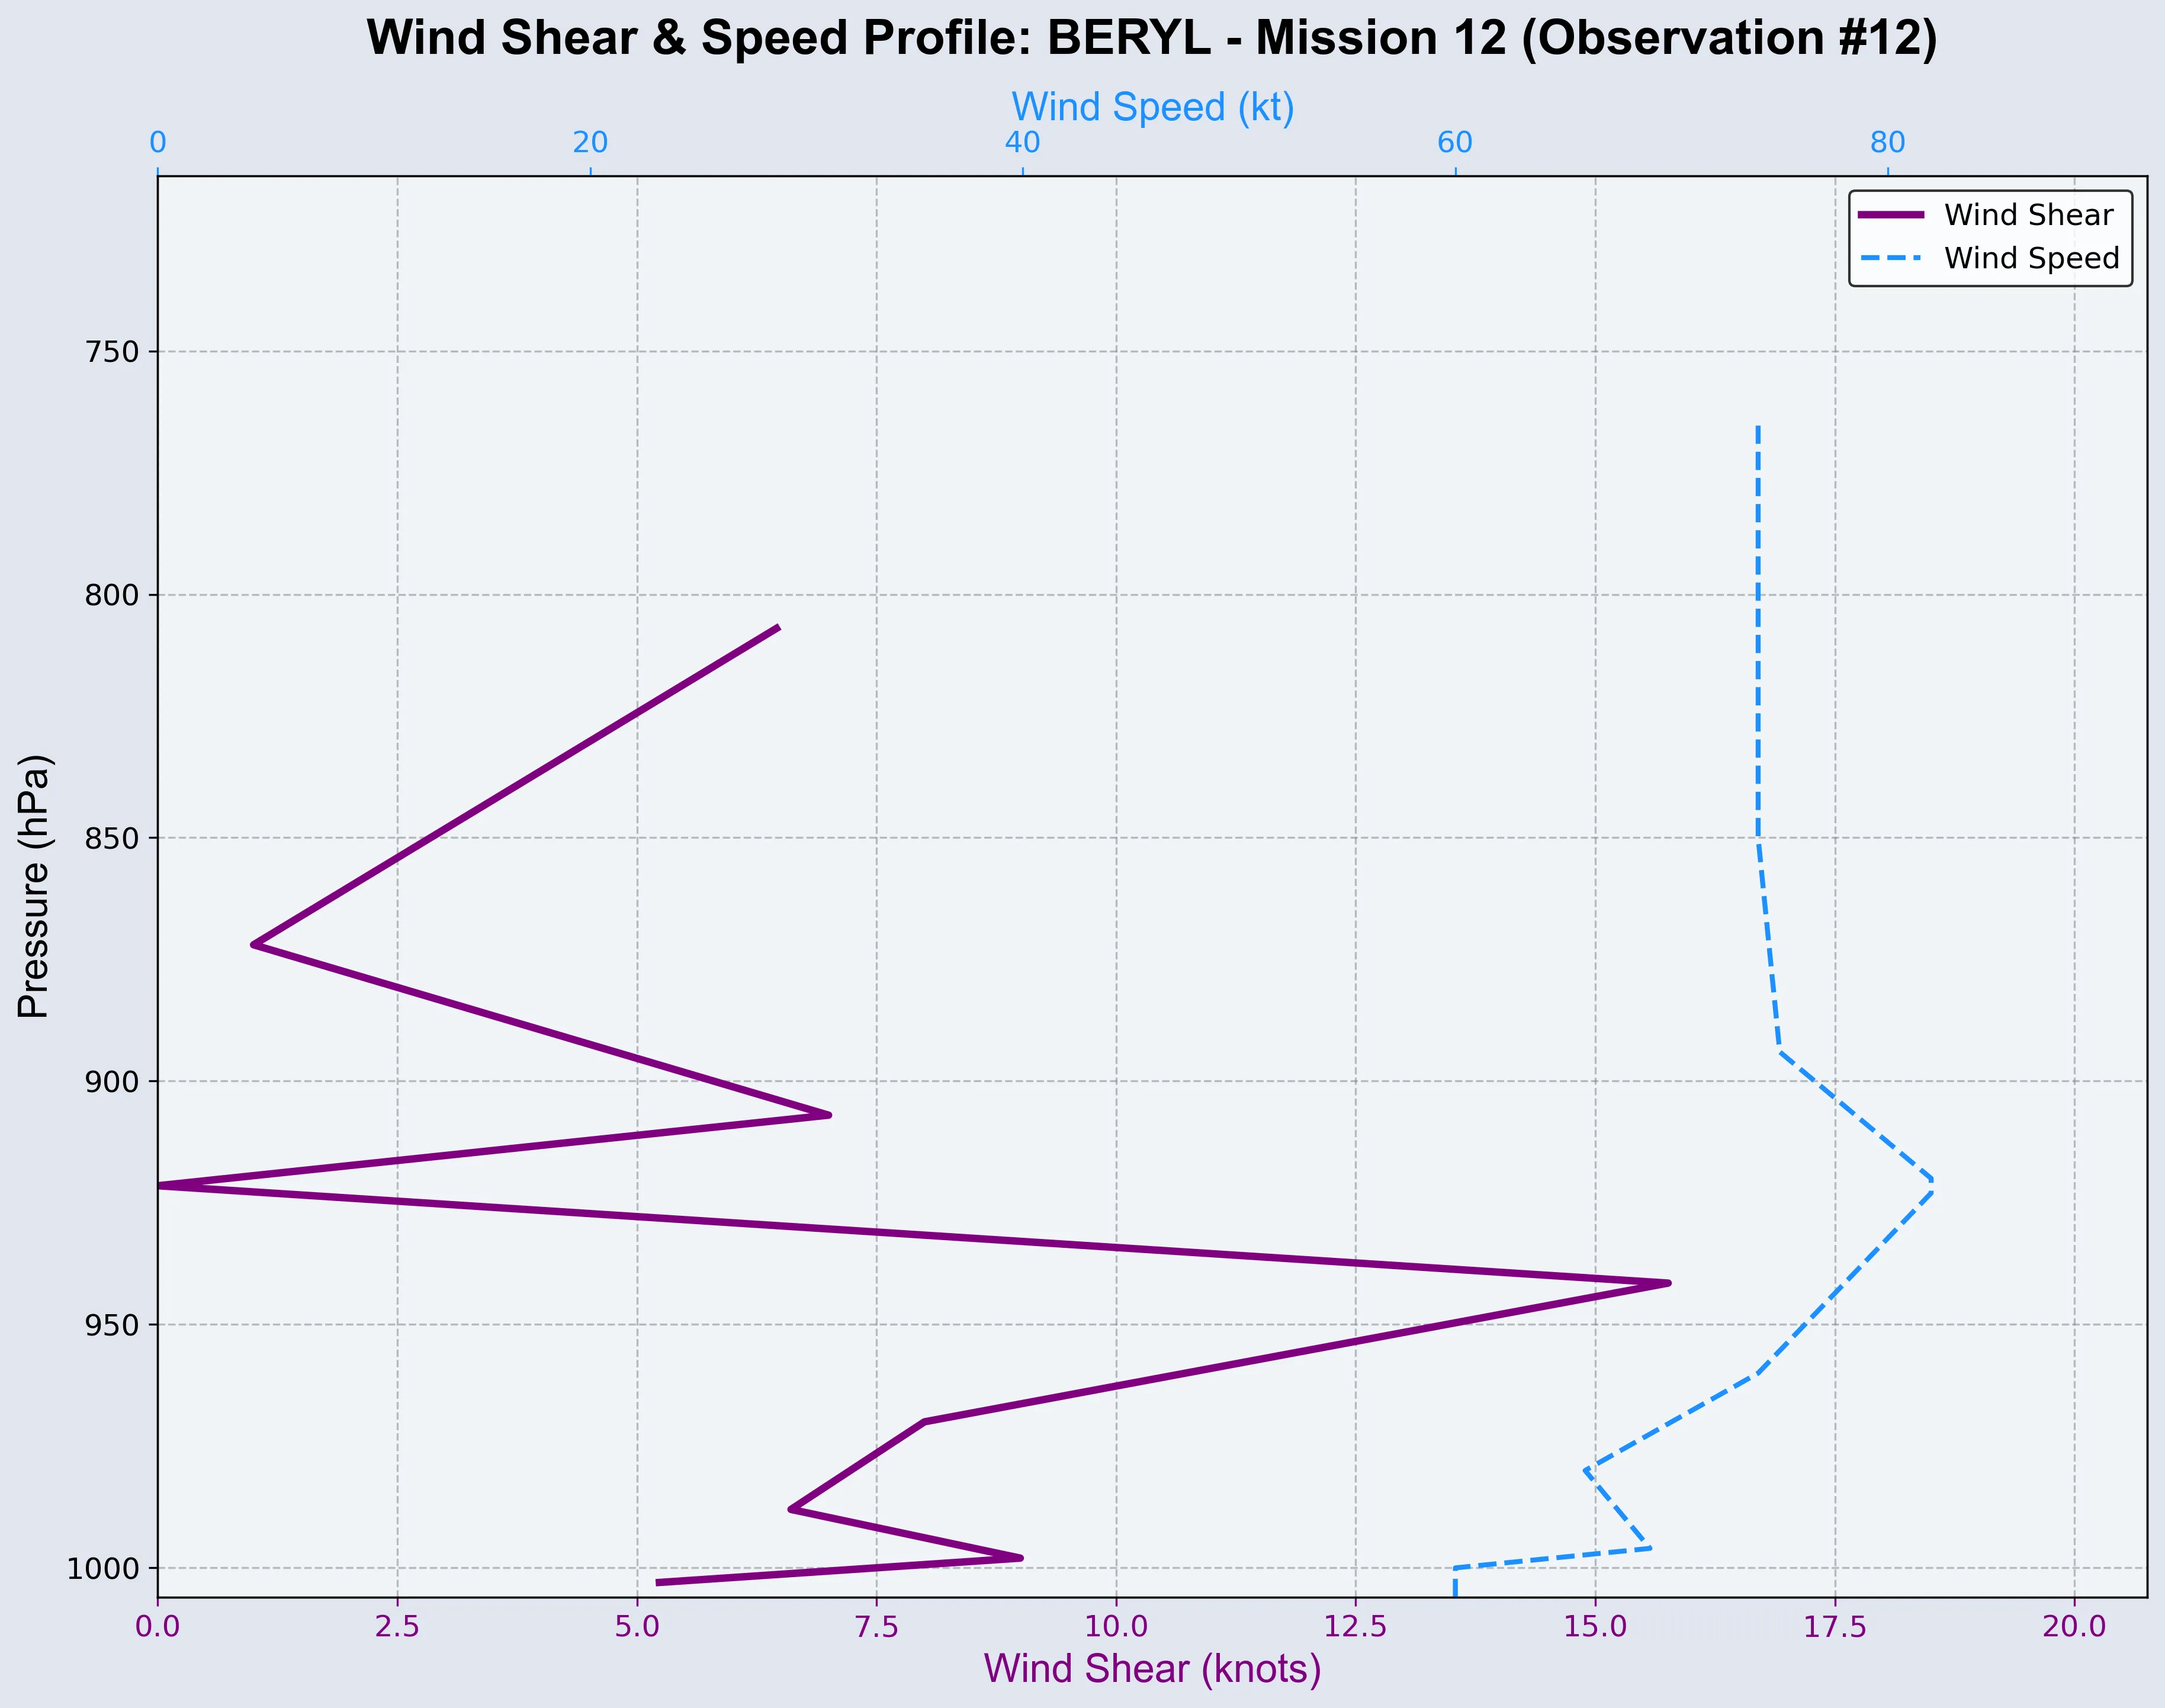 Wind Shear & Speed Profile: BERYL - Mission 12 (Observation #12)
Wind Speed (kt)
0 20 40 60 80
Wind Shear
Wind Speed
750
800
850
900
950
1000
Pressure (hPa)
0.0 2.5 5.0 7.5 10.0 12.5 15.0 17.5 20.0
Wind Shear (knots)